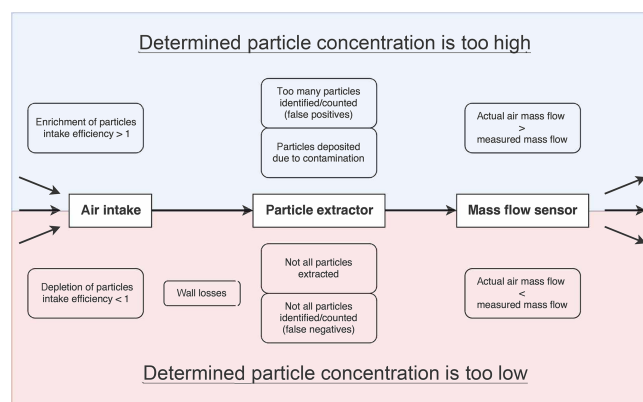 Determined particle concentration is too high
Enrichment of particles
intake efficiency > 1
Too many particles
identified/counted
(false positives)
Particles deposited
due to contamination
Actual air mass flow
>
measured mass flow
Air intake
Particle extractor
Mass flow sensor
Depletion of particles
intake efficiency < 1
Wall losses
Not all particles
extracted
Not all particles
identified/counted
(false negatives)
Actual air mass flow
<
measured mass flow
Determined particle concentration is too low